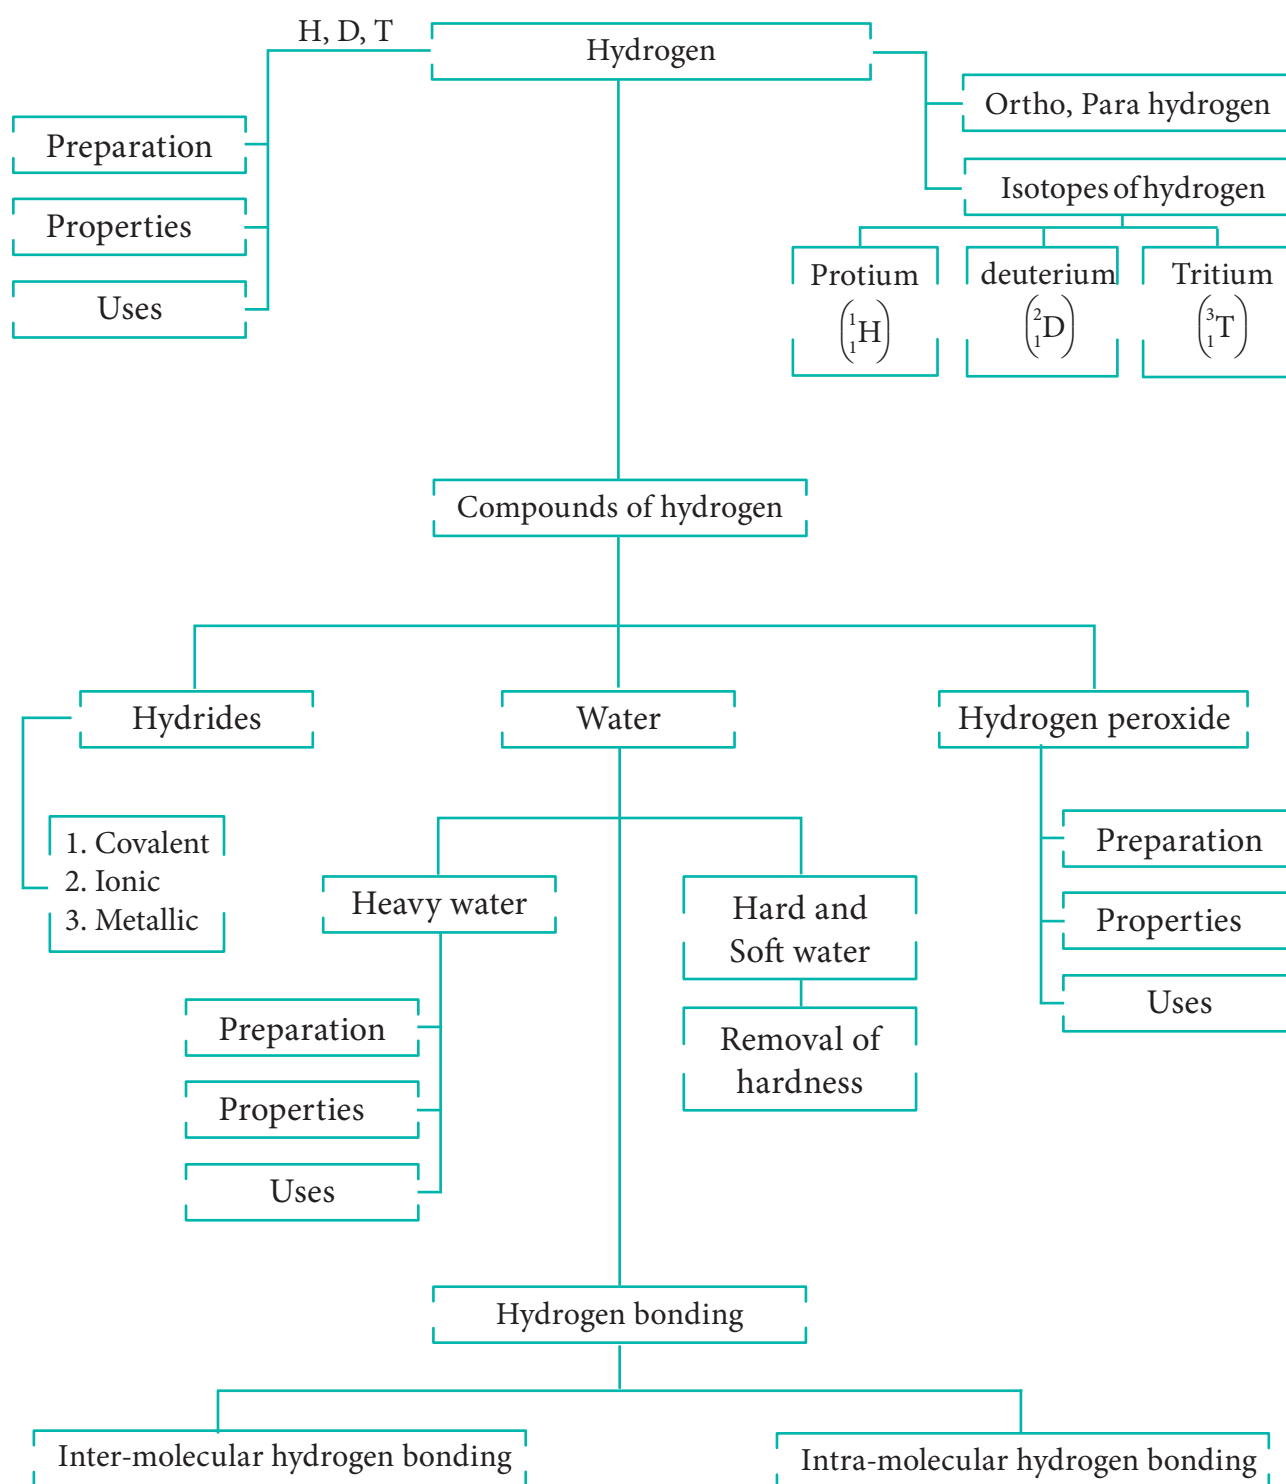 H, D, T
Hydrogen
Ortho, Para hydrogen
Preparation
Isotopes of hydrogen
Properties
Uses
Protium
(¹₁H)
deuterium
(²₁D)
Tritium
(³₁T)
Compounds of hydrogen
Hydrides
Water
Hydrogen peroxide
1. Covalent
2. Ionic
3. Metallic
Heavy water
Hard and
Soft water
Preparation
Properties
Uses
Preparation
Properties
Uses
Removal of
hardness
Hydrogen bonding
Inter-molecular hydrogen bonding
Intra-molecular hydrogen bonding